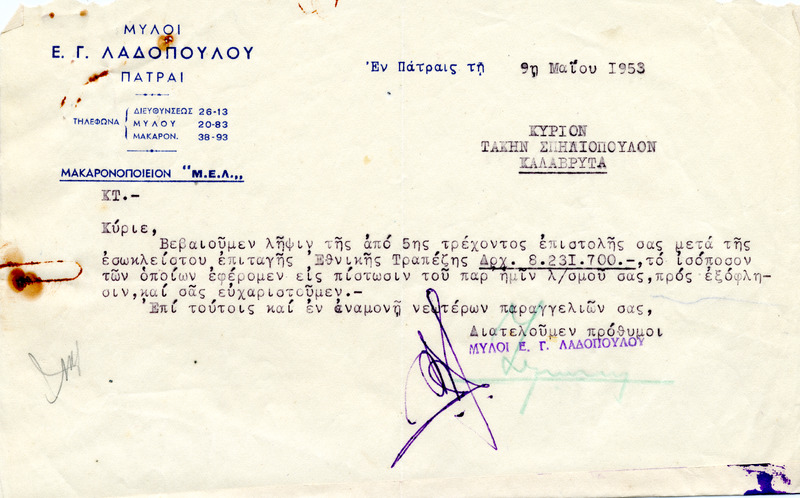 ΜΥΛΟΙ
Ε. Γ. ΛΑΔΟΠΟΥΛΟΥ
ΠΑΤΡΑΙ
ΤΗΛΕΦΩΝΑ
ΔΙΕΥΘΥΝΣΕΩΣ 26-13
ΜΥΛΟΥ 20-83
ΜΑΚΑΡΟΝ. 38-93
ΜΑΚΑΡΟΝΟΠΟΙΕΙΟΝ "Μ.Ε.Λ.,,
Ἐν Πάτραις τῇ 9η Μαΐου 1953
ΚΥΡΙΟΝ
ΤΑΚΗΝ ΣΠΗΛΙΟΠΟΥΛΟΝ
ΚΑΛΑΒΡΥΤΑ
ΚΤ.-
Κύριε,
Βεβαιοῦμεν λῆψιν τῆς ἀπό 5ης τρέχοντος ἐπιστολῆς σας μετά τῆς
ἐσωκλείστου ἐπιταγῆς Ἐθνικῆς Τραπέζης Δρχ. 8.231.700.-,τό ἰσόποσον
τῶν ὁποίων ἐφέρομεν εἰς πίστωσιν τοῦ παρ ἡμῖν λ/σμοῦ σας,πρός ἐξόφλη-
σιν,καί σᾶς εὐχαριστοῦμεν.-
Ἐπί τούτοις καί ἐν ἀναμονῇ νεωτέρων παραγγελιῶν σας,
Διατελοῦμεν πρόθυμοι
ΜΥΛΟΙ Ε. Γ. ΛΑΔΟΠΟΥΛΟΥ